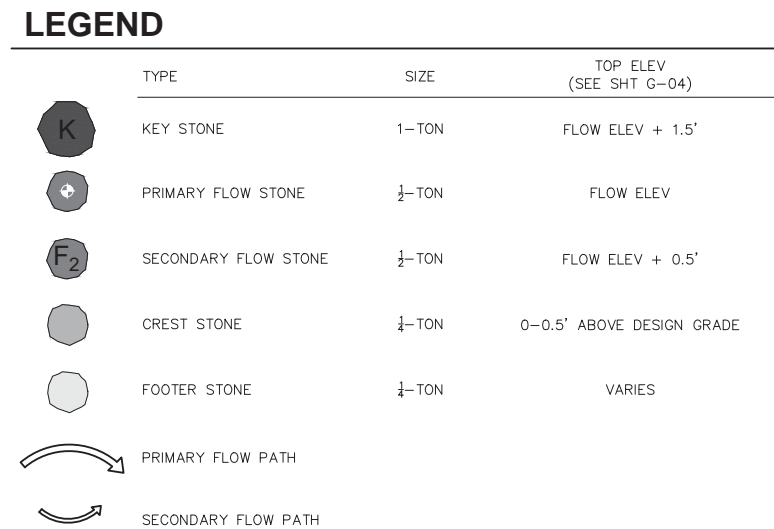 LEGEND
TYPE SIZE TOP ELEV
(SEE SHT G-04)
K KEY STONE 1-TON FLOW ELEV + 1.5'
PRIMARY FLOW STONE 1/2-TON FLOW ELEV
F2 SECONDARY FLOW STONE 1/2-TON FLOW ELEV + 0.5'
CREST STONE 1/4-TON 0-0.5' ABOVE DESIGN GRADE
FOOTER STONE 1/4-TON VARIES
PRIMARY FLOW PATH
SECONDARY FLOW PATH